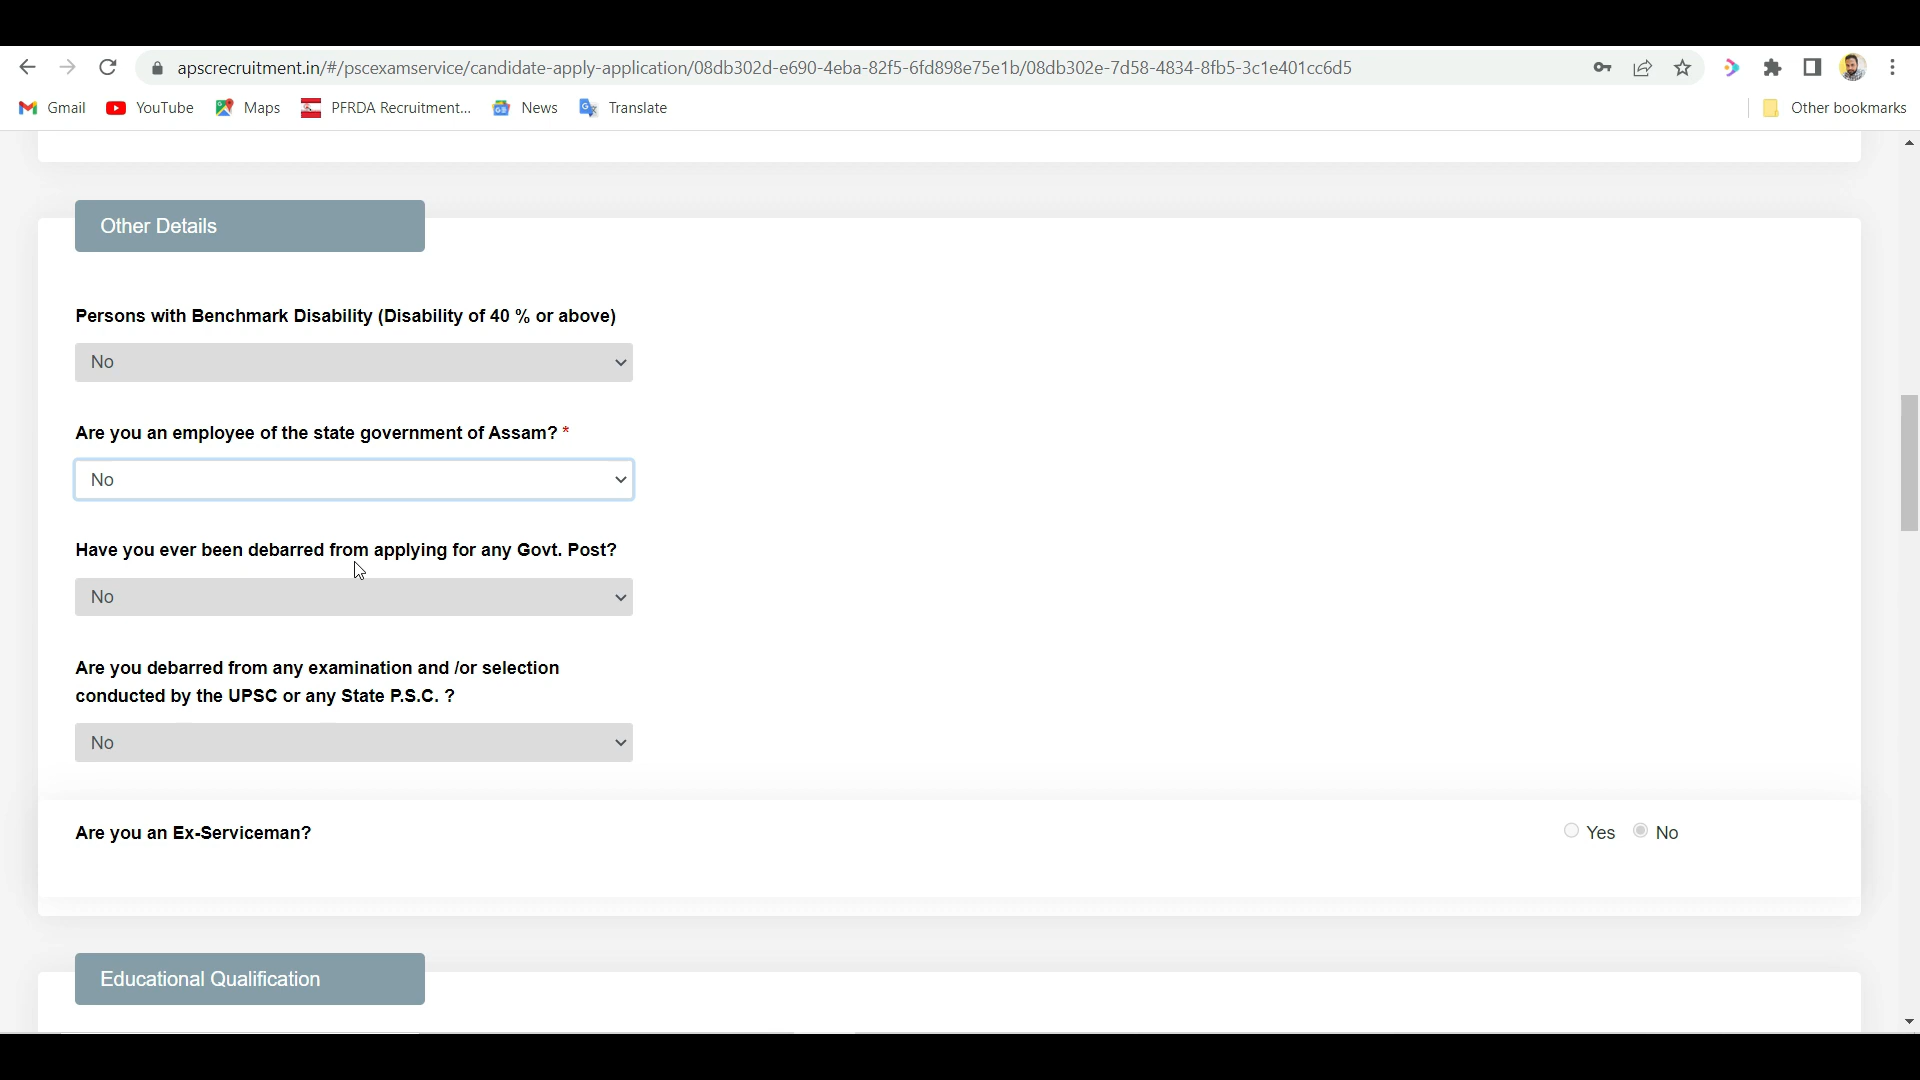 apscrecruitment.in/#/pscexamservice/candidate-apply-application/08db302d-e690-4eba-82f5-6fd898e75e1b/08db302e-7d58-4834-8fb5-3c1e401cc6d5
Gmail YouTube Maps PFRDA Recruitment... News Translate Other bookmarks
Other Details
Persons with Benchmark Disability (Disability of 40 % or above)
No
Are you an employee of the state government of Assam? *
No
Have you ever been debarred from applying for any Govt. Post?
No
Are you debarred from any examination and /or selection
conducted by the UPSC or any State P.S.C. ?
No
Are you an Ex-Serviceman? Yes No
Educational Qualification